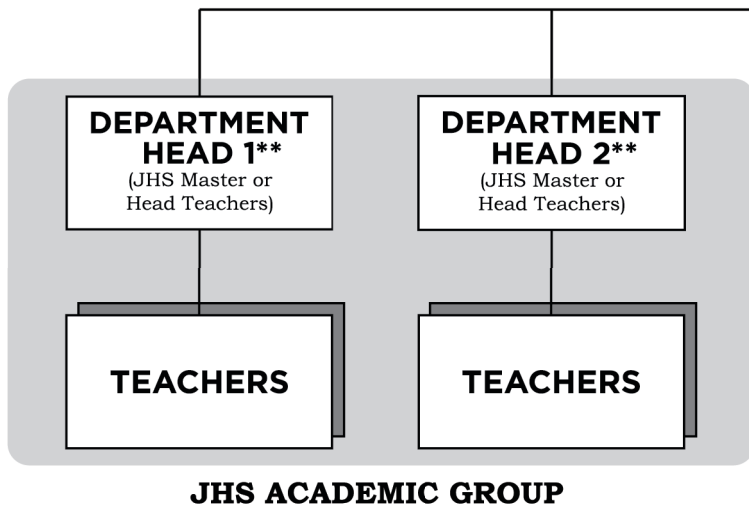 DEPARTMENT
HEAD 1**
(JHS Master or
Head Teachers)
DEPARTMENT
HEAD 2**
(JHS Master or
Head Teachers)
TEACHERS
TEACHERS
JHS ACADEMIC GROUP